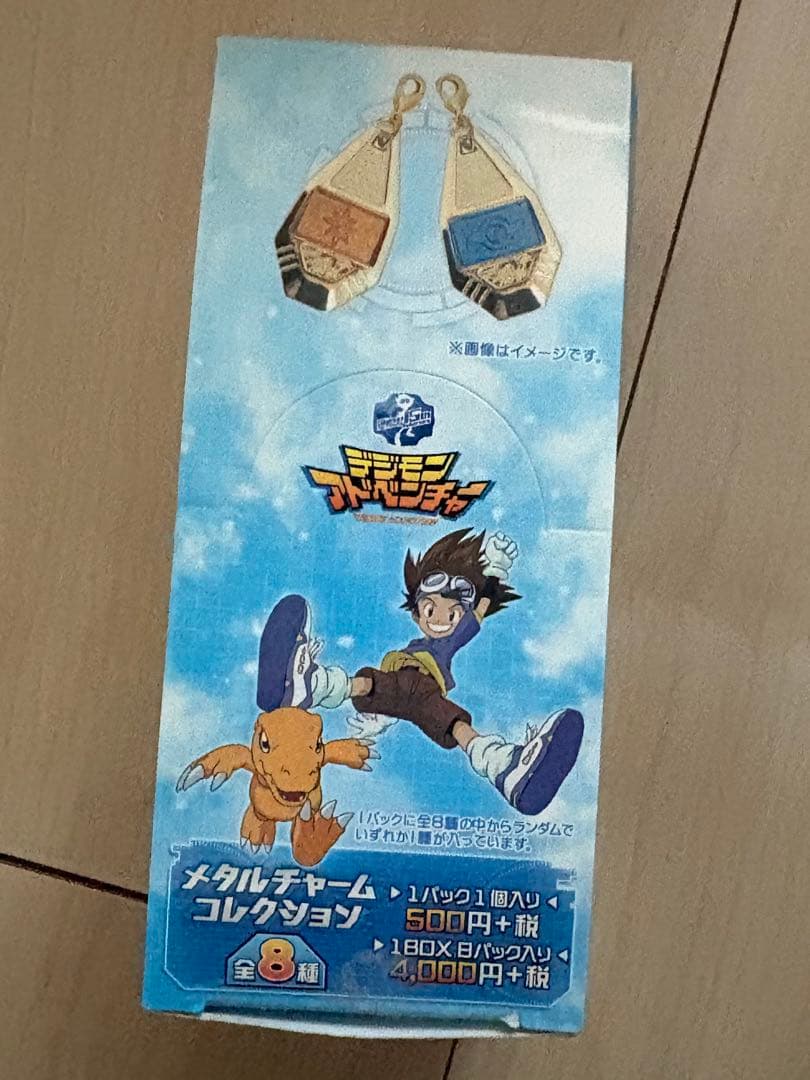 ※画像はイメージです。
15th
デジモン
アドベンチャー
1パックに全8種の中からランダムで
いずれか1種が入っています。
メタルチャーム
コレクション
全8種
▶1パック1個入り◀
500円+税
▶1BOX 8パック入り◀
4,000円+税